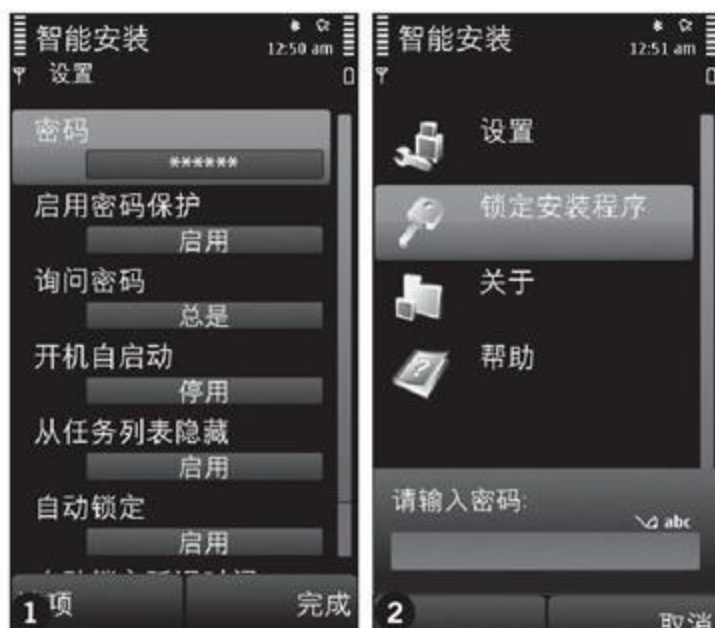 智能安装
12:50 am
设置
密码
******
启用密码保护
启用
询问密码
总是
开机自启动
停用
从任务列表隐藏
启用
自动锁定
启用
项
完成
1
智能安装
12:51 am
设置
锁定安装程序
关于
帮助
请输入密码:
abc
取消
2